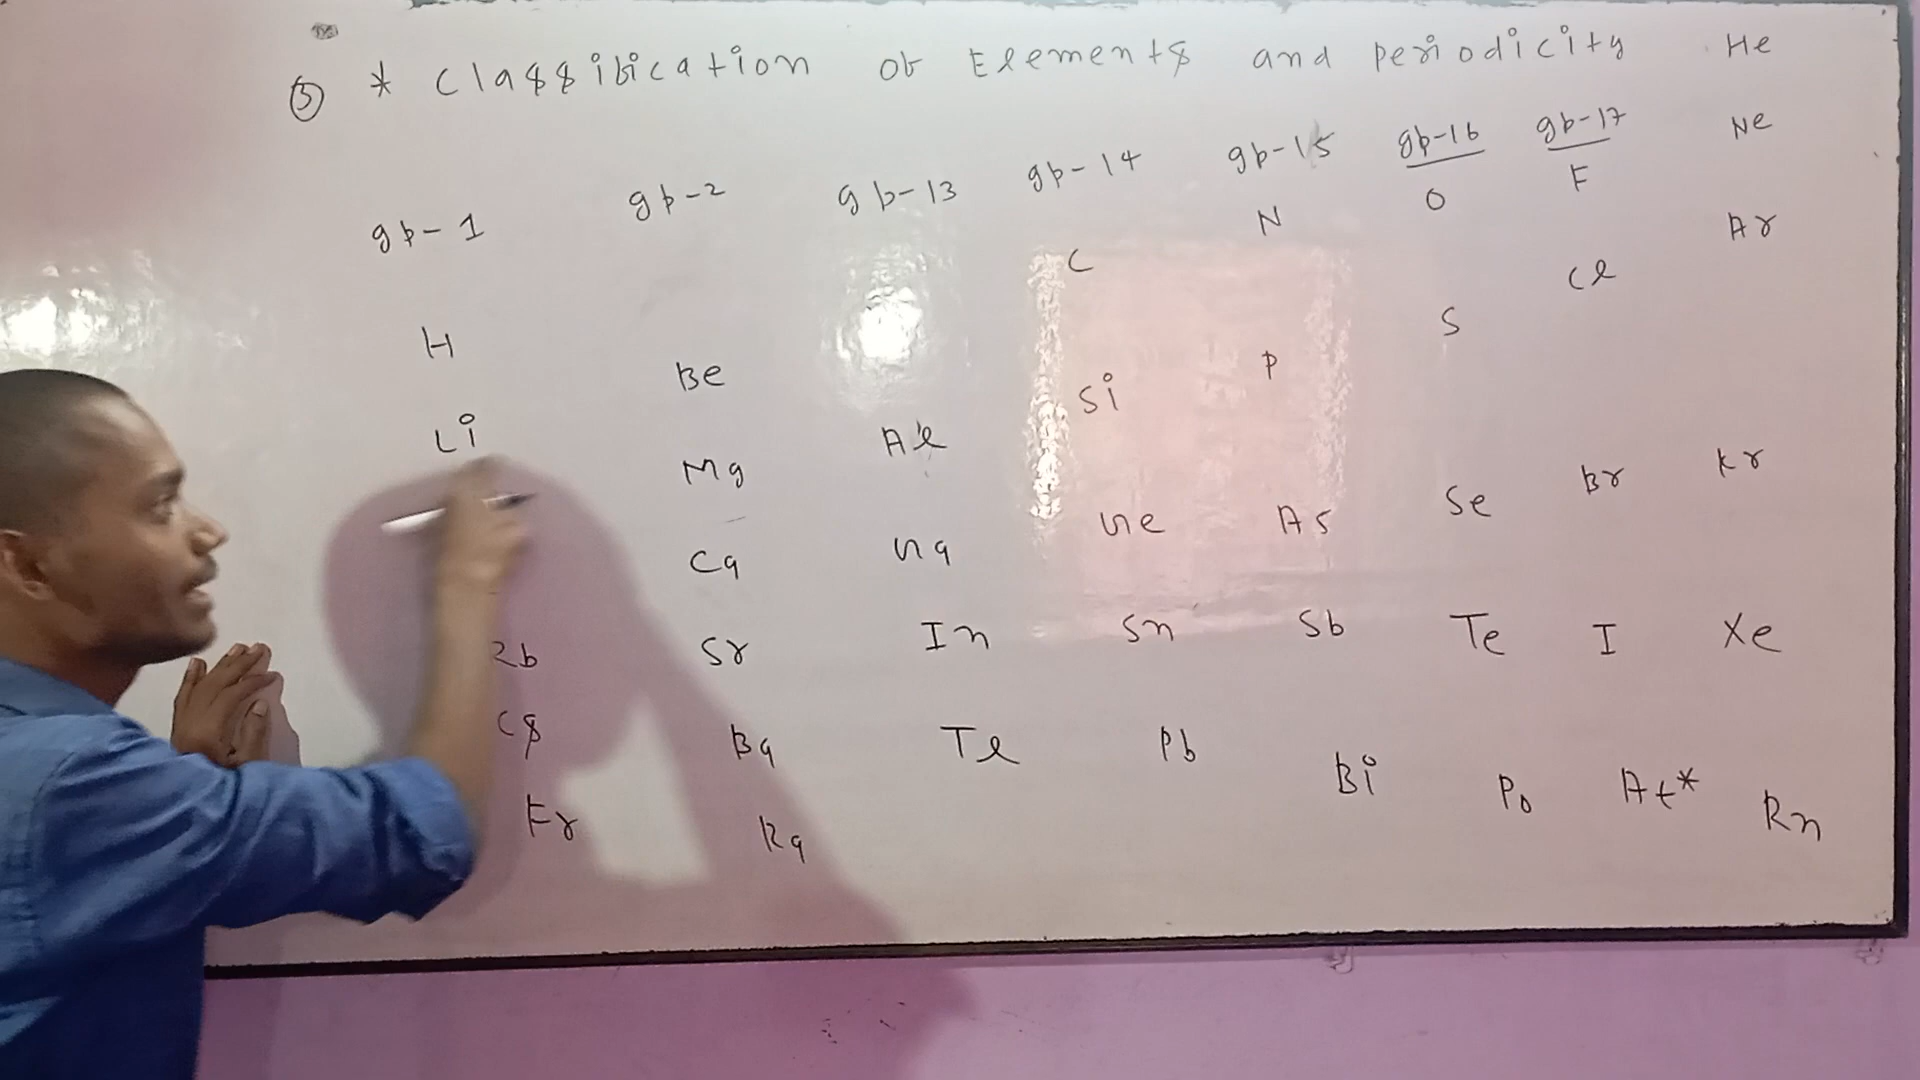 ⑤ * Classification of Elements and periodicity He
gp-1 gp-2 gp-13 gp-14 gp-15 gp-16 gp-17 Ne
H Be C N O F Ar
Li Mg Al Si P S Cl
Ca Ga Ge As Se Br Kr
Rb Sr In Sn Sb Te I Xe
Cs Ba Tl Pb Bi Po At* Rn
Fr Ra